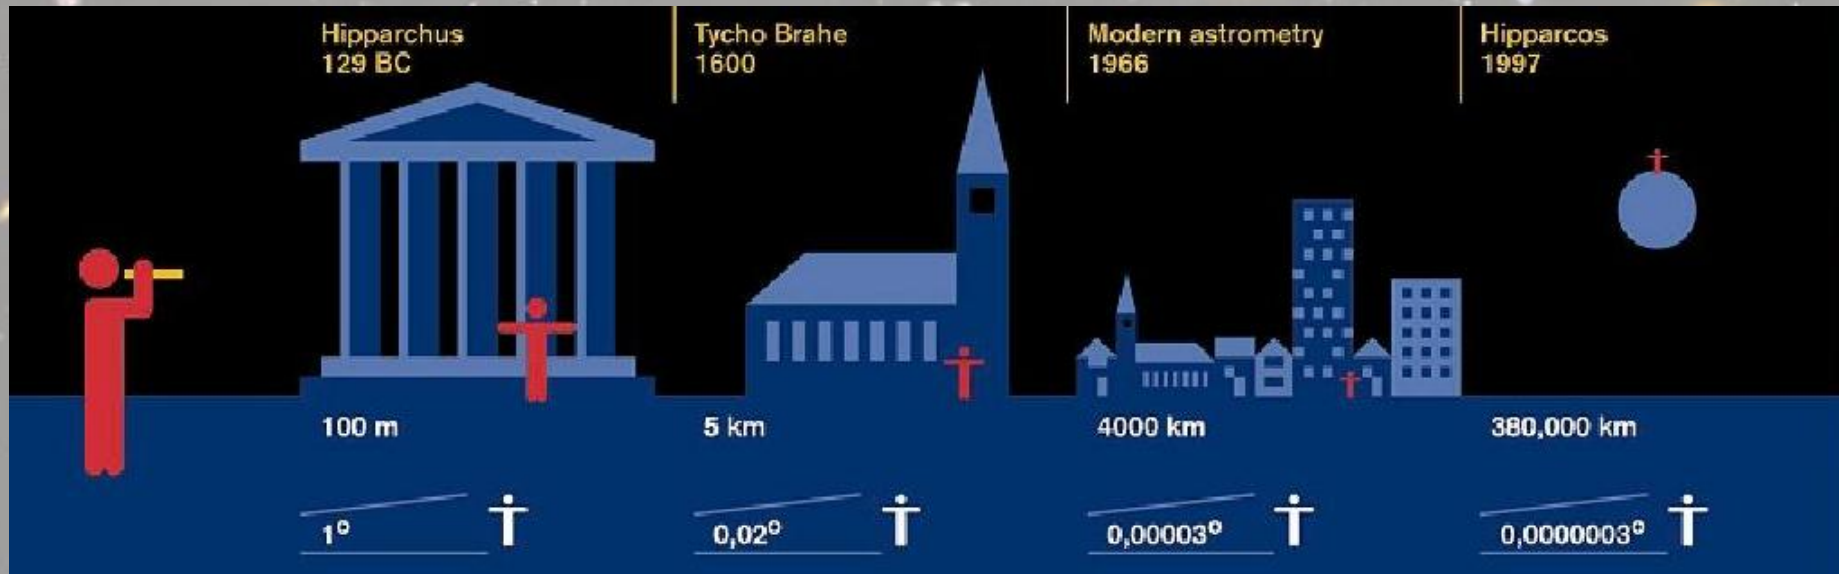 Hipparchus
129 BC
Tycho Brahe
1600
Modern astrometry
1966
Hipparcos
1997
100 m
5 km
4000 km
380,000 km
1°
0,02°
0,00003°
0,0000003°